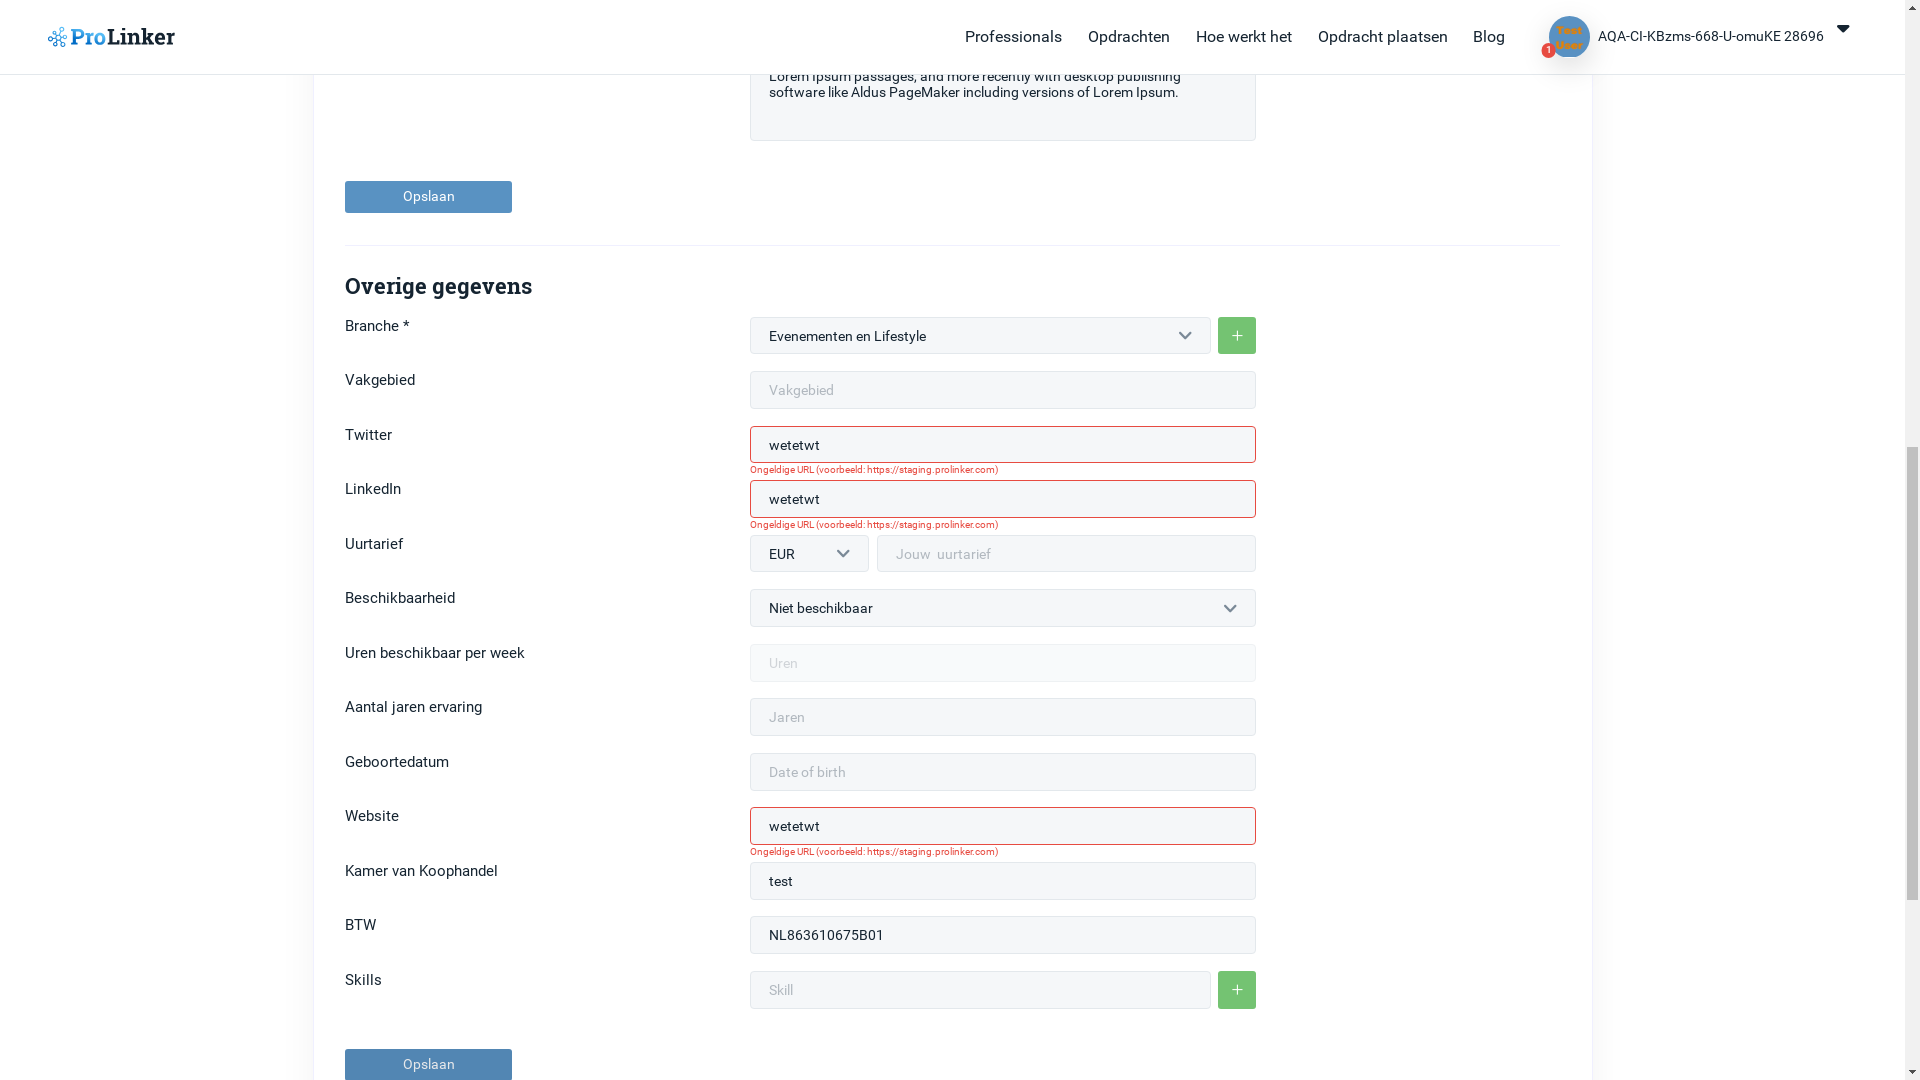 ProLinker
Professionals Opdrachten Hoe werkt het Opdracht plaatsen Blog
Test User
1
AQA-CI-KBzms-668-U-omuKE 28696
Lorem Ipsum passages, and more recently with desktop publishing
software like Aldus PageMaker including versions of Lorem Ipsum.
Opslaan
Overige gegevens
Branche *
Evenementen en Lifestyle
+
Vakgebied
Vakgebied
Twitter
wetetwt
Ongeldige URL (voorbeeld: https://staging.prolinker.com)
LinkedIn
wetetwt
Ongeldige URL (voorbeeld: https://staging.prolinker.com)
Uurtarief
EUR
Jouw uurtarief
Beschikbaarheid
Niet beschikbaar
Uren beschikbaar per week
Uren
Aantal jaren ervaring
Jaren
Geboortedatum
Date of birth
Website
wetetwt
Ongeldige URL (voorbeeld: https://staging.prolinker.com)
Kamer van Koophandel
test
BTW
NL863610675B01
Skills
Skill
+
Opslaan